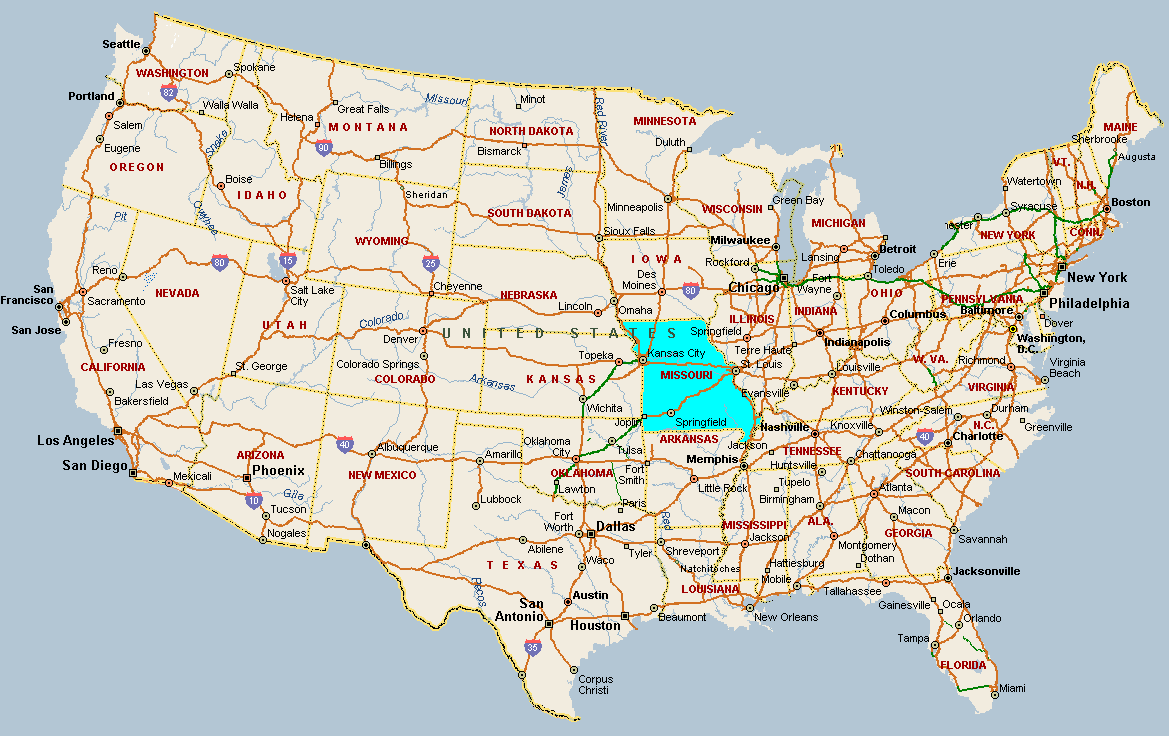 Seattle
WASHINGTON
Spokane
82
Portland
Walla Walla
Salem
Eugene
OREGON
Snake
Boise
IDAHO
Owyhee
Pit
Helena
Great Falls
MONTANA
90
Billings
Missouri
Minot
NORTH DAKOTA
Bismarck
Red River
James
MINNESOTA
Duluth
Minneapolis
Sheridan
SOUTH DAKOTA
Sioux Falls
WYOMING
25
Cheyenne
NEBRASKA
Lincoln
Omaha
IOWA
Des
Moines
80
WISCONSIN
Green Bay
Milwaukee
Rockford
Chicago
MICHIGAN
Lansing
Detroit
Toledo
Fort
Wayne
OHIO
Columbus
INDIANA
Indianapolis
Terre Haute
ILLINOIS
Springfield
MAINE
Sherbrooke
Augusta
VT.
N.H.
Watertown
Syracuse
Boston
CONN.
NEW YORK
hester
Erie
New York
PENNSYLVANIA
Philadelphia
Baltimore
Dover
Washington,
D.C.
Reno
80
15
Salt Lake
City
San
Francisco
Sacramento
San Jose
NEVADA
UTAH
Fresno
CALIFORNIA
Las Vegas
St. George
Bakersfield
Los Angeles
San Diego
Mexicali
ARIZONA
Phoenix
10
Gila
Tucson
Nogales
Colorado
Denver
Colorado Springs
COLORADO
UNITED STATES
Arkansas
KANSAS
Topeka
Kansas City
Wichita
MISSOURI
St. Louis
Joplin
Springfield
40
Albuquerque
NEW MEXICO
Amarillo
Lubbock
Oklahoma
City
Tulsa
OKLAHOMA
Lawton
ARKANSAS
Fort
Smith
Little Rock
Memphis
Jackson
Evansville
Louisville
KENTUCKY
W. VA.
Richmond
Virginia
Beach
VIRGINIA
Winston-Salem
Durham
N.C.
Greenville
Nashville
Knoxville
40
Charlotte
TENNESSEE
Chattanooga
Huntsville
SOUTH CAROLINA
Tupelo
Birmingham
Atlanta
Macon
GEORGIA
Savannah
MISSISSIPPI
Jackson
ALA.
Montgomery
Dothan
Hattiesburg
Mobile
Tallahassee
Jacksonville
Gainesville
Ocala
Orlando
Tampa
FLORIDA
Miami
Paris
Fort
Worth
Dallas
Abilene
Tyler
Waco
TEXAS
Pecos
Red
Shreveport
Natchitoches
LOUISIANA
Austin
San
Antonio
Houston
Beaumont
New Orleans
35
Corpus
Christi